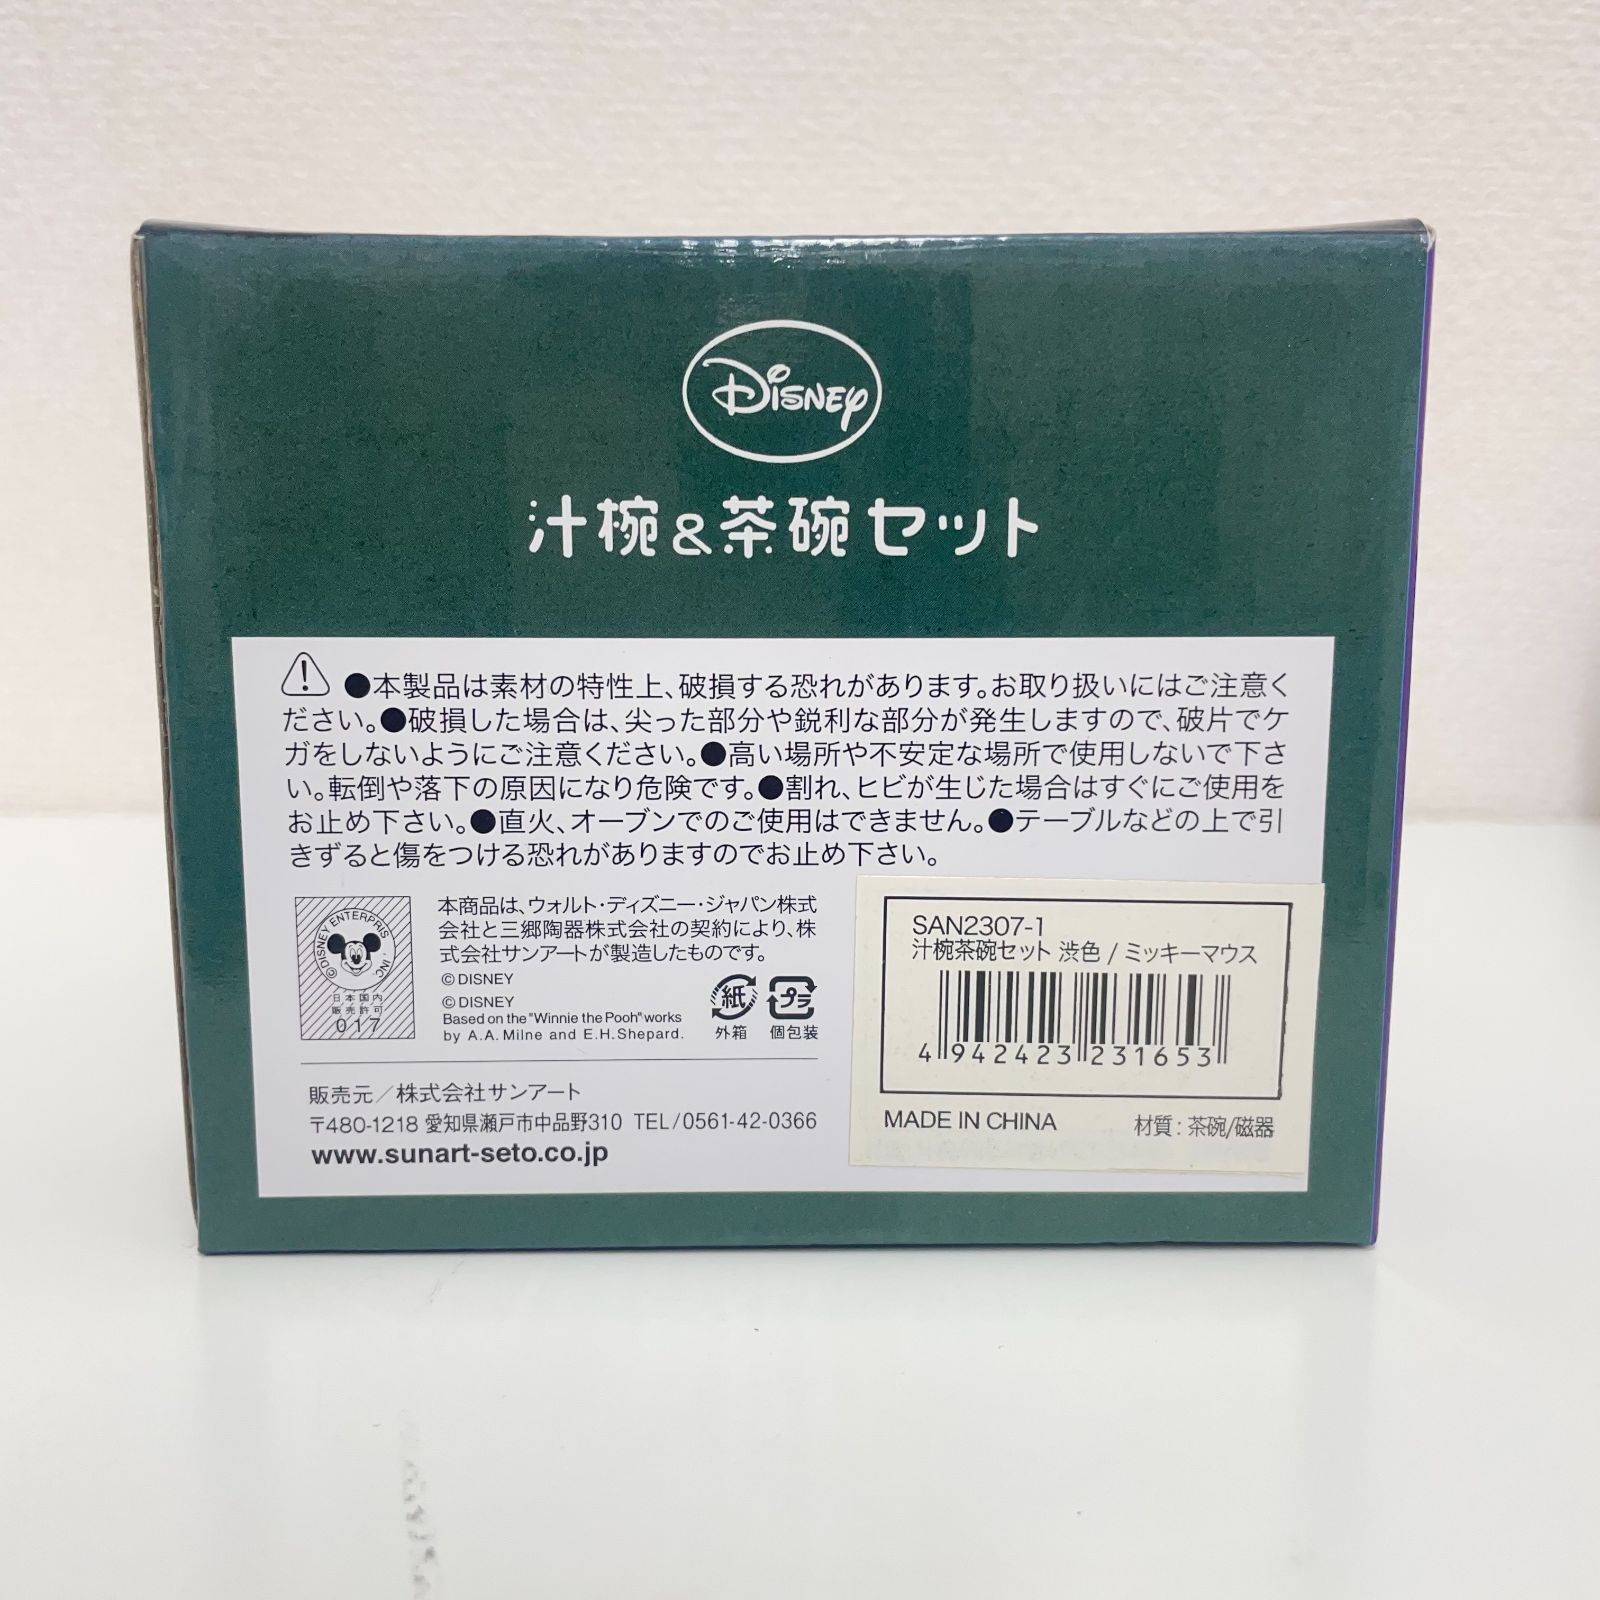 Disney
汁椀&茶碗セット
●本製品は素材の特性上、破損する恐れがあります。お取り扱いにはご注意く
ださい。●破損した場合は、尖った部分や鋭利な部分が発生しますので、破片でケ
ガをしないようにご注意ください。●高い場所や不安定な場所で使用しないで下さ
い。転倒や落下の原因になり危険です。●割れ、ヒビが生じた場合はすぐにご使用を
お止め下さい。●直火、オーブンでのご使用はできません。●テーブルなどの上で引
きずると傷をつける恐れがありますのでお止め下さい。
©DISNEY ENTERPRISES, INC.
日本国内
販売許可
017
本商品は、ウォルト・ディズニー・ジャパン株式
会社と三郷陶器株式会社の契約により、株
式会社サンアートが製造したものです。
©DISNEY
©DISNEY
Based on the "Winnie the Pooh" works
by A.A.Milne and E.H.Shepard.
紙
外箱
プラ
個包装
販売元／株式会社サンアート
〒480-1218 愛知県瀬戸市中品野310 TEL/0561-42-0366
www.sunart-seto.co.jp
SAN2307-1
汁椀茶碗セット 渋色 / ミッキーマウス
4 942423 231653
MADE IN CHINA
材質：茶碗/磁器